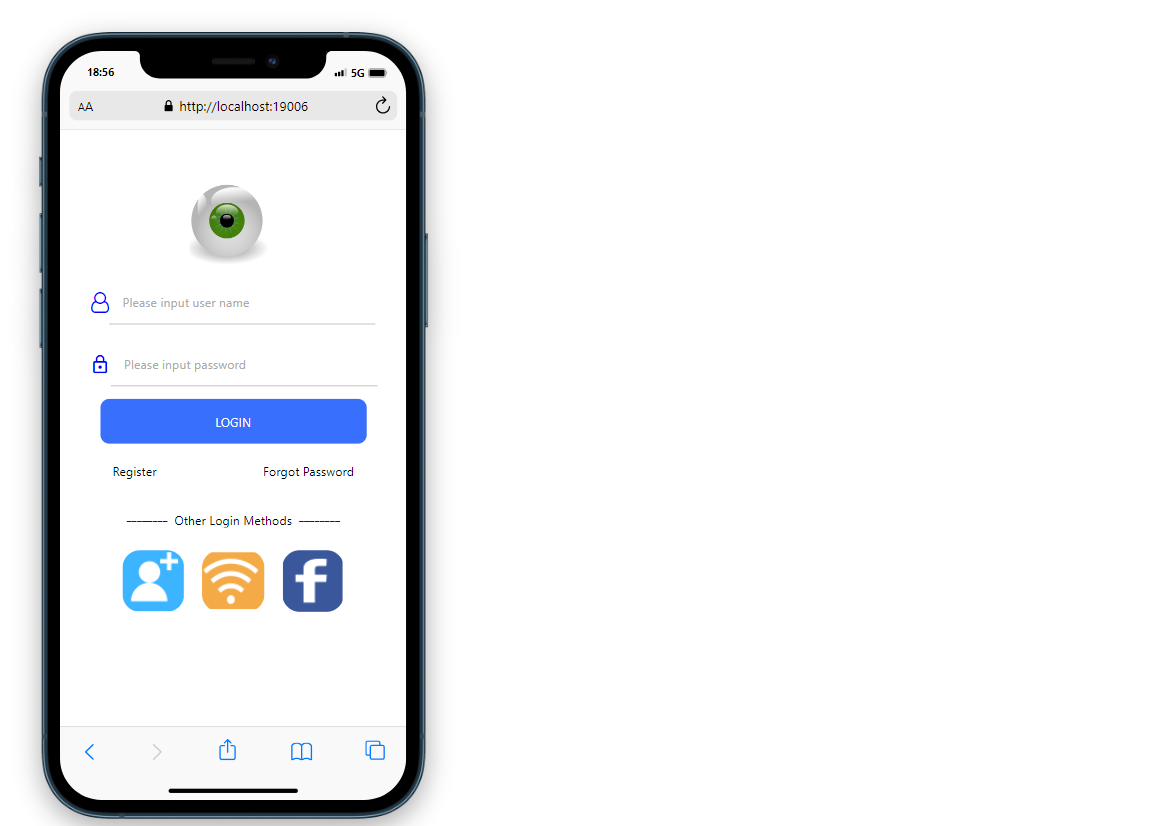 18:56 5G
AA http://localhost:19006
Please input user name
Please input password
LOGIN
Register Forgot Password
-------- Other Login Methods --------